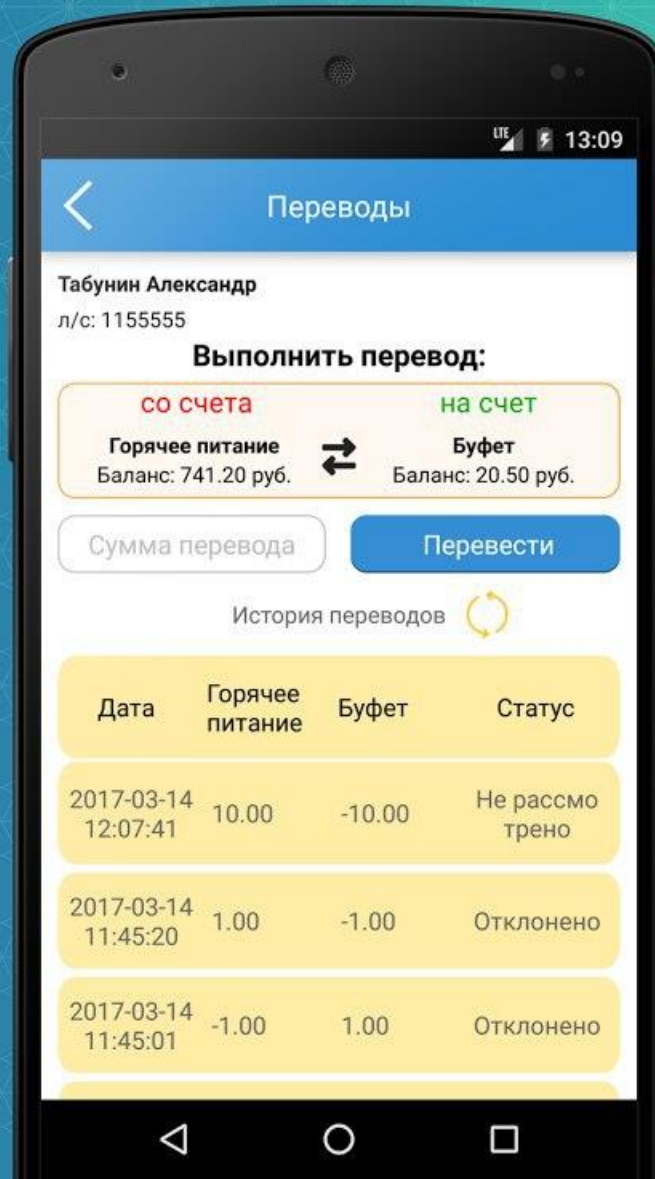 LTE 13:09
Переводы
Табунин Александр
л/с: 1155555
Выполнить перевод:
со счета на счет
Горячее питание Буфет
Баланс: 741.20 руб. Баланс: 20.50 руб.
Сумма перевода Перевести
История переводов
Дата Горячее питание Буфет Статус
2017-03-14 12:07:41 10.00 -10.00 Не рассмо трено
2017-03-14 11:45:20 1.00 -1.00 Отклонено
2017-03-14 11:45:01 -1.00 1.00 Отклонено